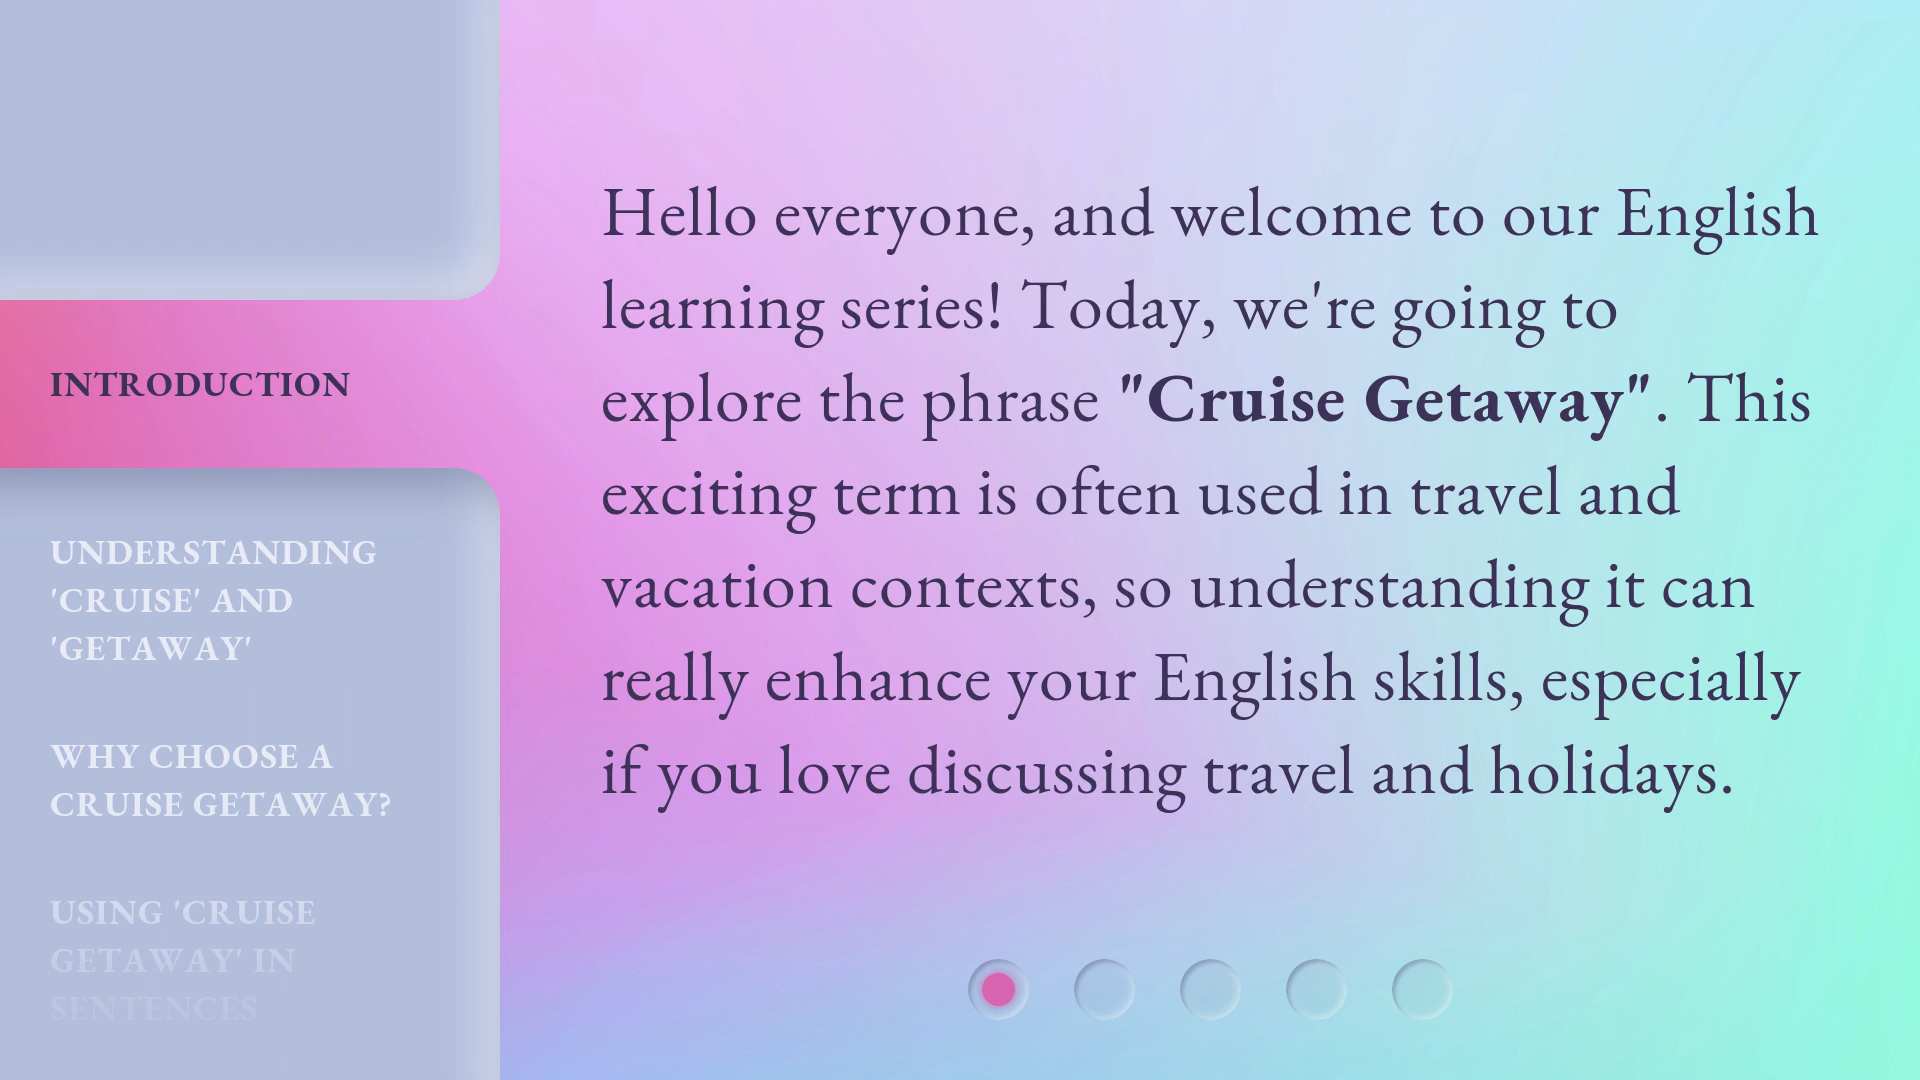 INTRODUCTION
UNDERSTANDING
'CRUISE' AND
'GETAWAY'
WHY CHOOSE A
CRUISE GETAWAY?
USING 'CRUISE
GETAWAY' IN
SENTENCES
Hello everyone, and welcome to our English
learning series! Today, we're going to
explore the phrase "Cruise Getaway". This
exciting term is often used in travel and
vacation contexts, so understanding it can
really enhance your English skills, especially
if you love discussing travel and holidays.